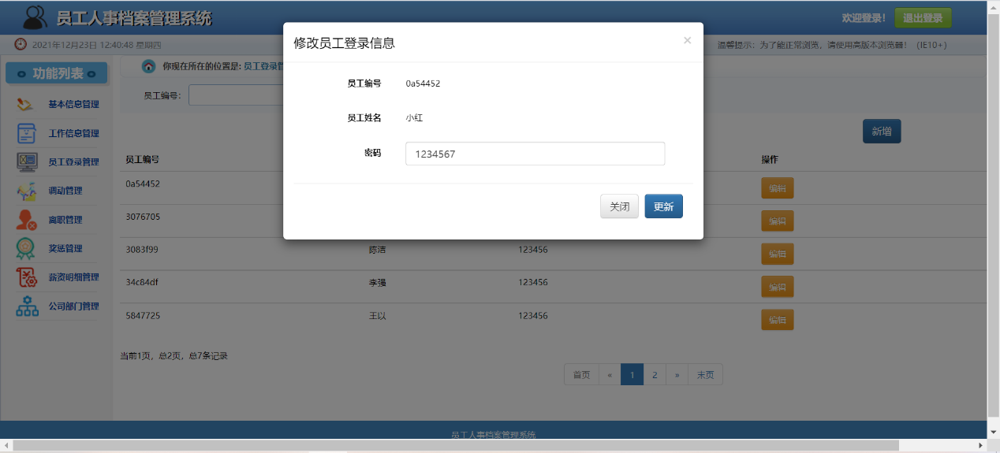 员工人事档案管理系统
欢迎登录!
退出登录
2021年12月23日 12:40:48 星期四
温馨提示：为了能正常浏览，请使用高版本浏览器！ (IE10+)
功能列表
基本信息管理
工作信息管理
员工登录管理
调动管理
离职管理
奖惩管理
薪资明细管理
公司部门管理
你现在所在的位置是: 员工登录管
员工编号:
修改员工登录信息
×
员工编号 0a54452
员工姓名 小红
密码 1234567
关闭 更新
新增
员工编号 操作
0a54452 编辑
3076705 编辑
3083f99 陈洁 123456 编辑
34c84df 李强 123456 编辑
5847725 王以 123456 编辑
当前1页，总2页，总7条记录
首页 « 1 2 » 末页
员工人事档案管理系统